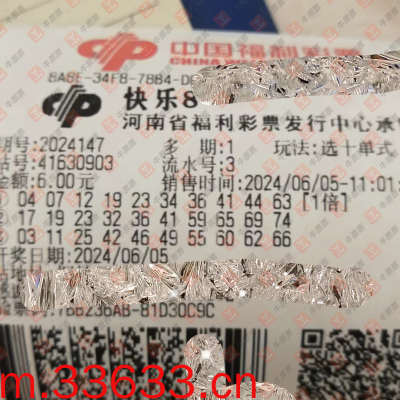 中国福利彩票
CHINA W
8A6E-34F8-7BB4-D
快乐8
河南省福利彩票发行中心承
期号:2024147 多期:1 玩法:选十单式
站号:41630903 流水号:3
金额:6.00元 销售时间:2024/06/05-11:01
① 04 07 12 19 23 34 36 41 44 63 [1倍]
② 17 19 23 32 36 41 59 65 69 74
③ 03 11 25 42 46 49 55 60 62 66
开奖日期:2024/06/05
7BB236AB-81D30C9C
m.33633.com.cn